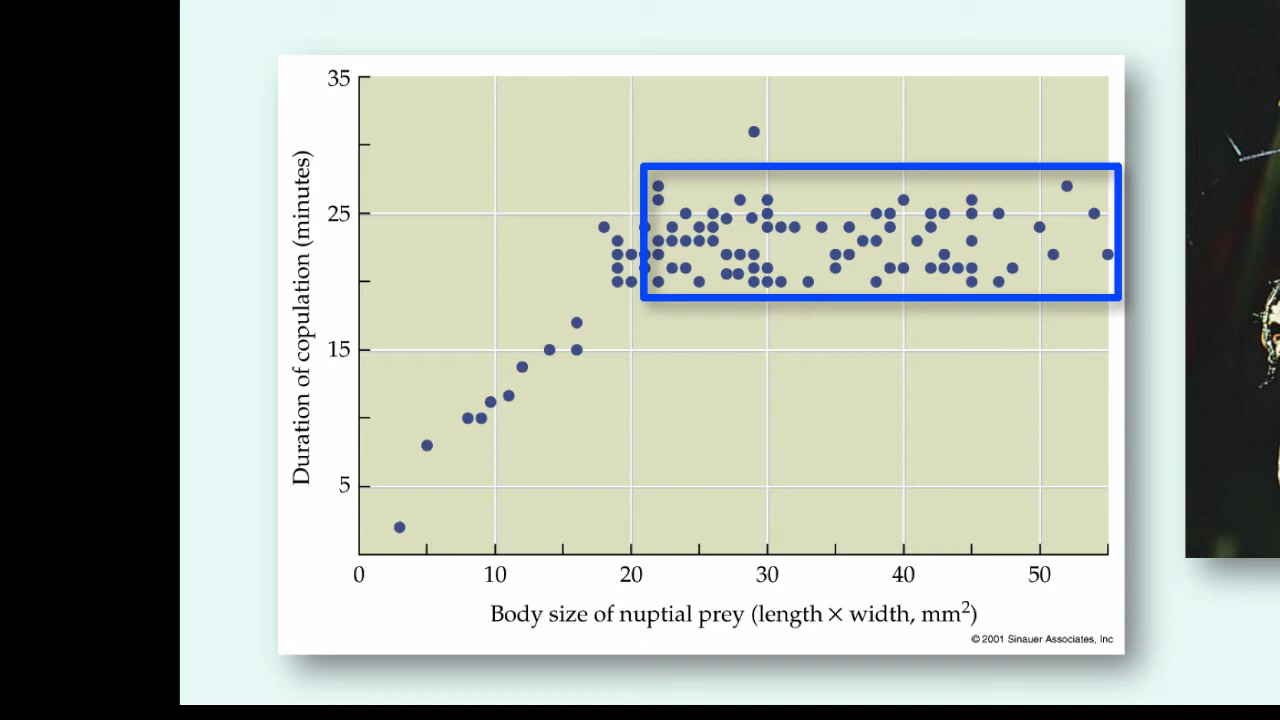 35
25
15
5
Duration of copulation (minutes)
0 10 20 30 40 50
Body size of nuptial prey (length × width, mm²)
© 2001 Sinauer Associates, Inc